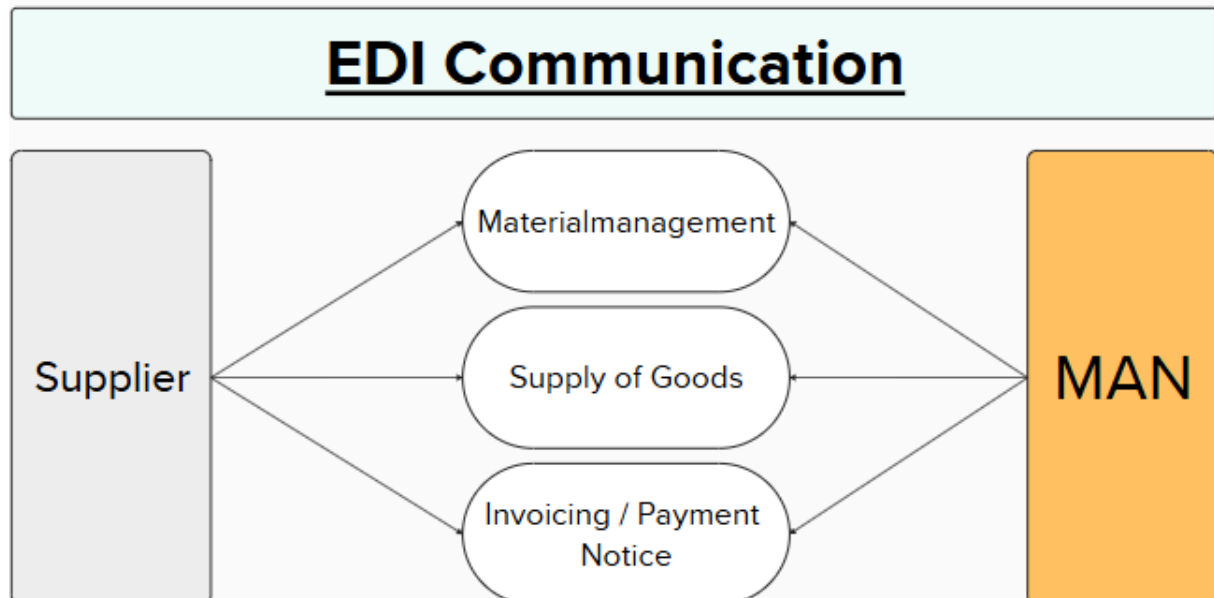 EDI Communication
Materialmanagement
Supplier
Supply of Goods
MAN
Invoicing / Payment
Notice